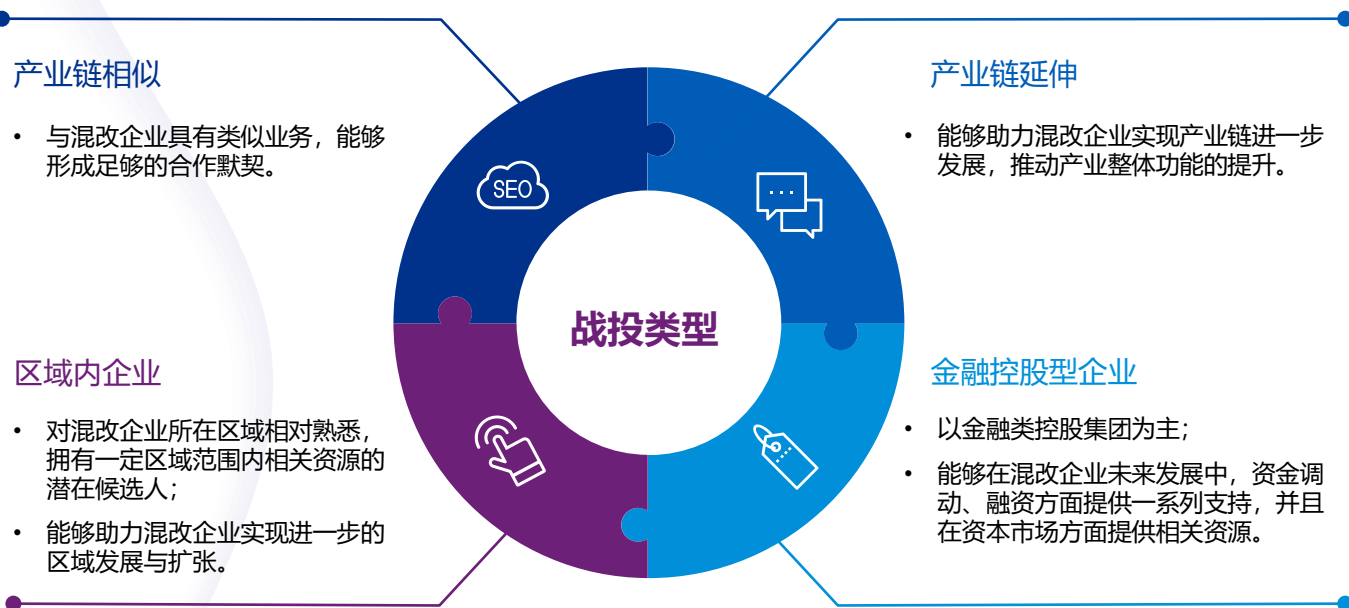 产业链相似
• 与混改企业具有类似业务，能够
形成足够的合作默契。
产业链延伸
• 能够助力混改企业实现产业链进一步
发展，推动产业整体功能的提升。
SEO
战投类型
区域内企业
• 对混改企业所在区域相对熟悉，
拥有一定区域范围内相关资源的
潜在候选人；
• 能够助力混改企业实现进一步的
区域发展与扩张。
金融控股型企业
• 以金融类控股集团为主；
• 能够在混改企业未来发展中，资金调
动、融资方面提供一系列支持，并且
在资本市场方面提供相关资源。